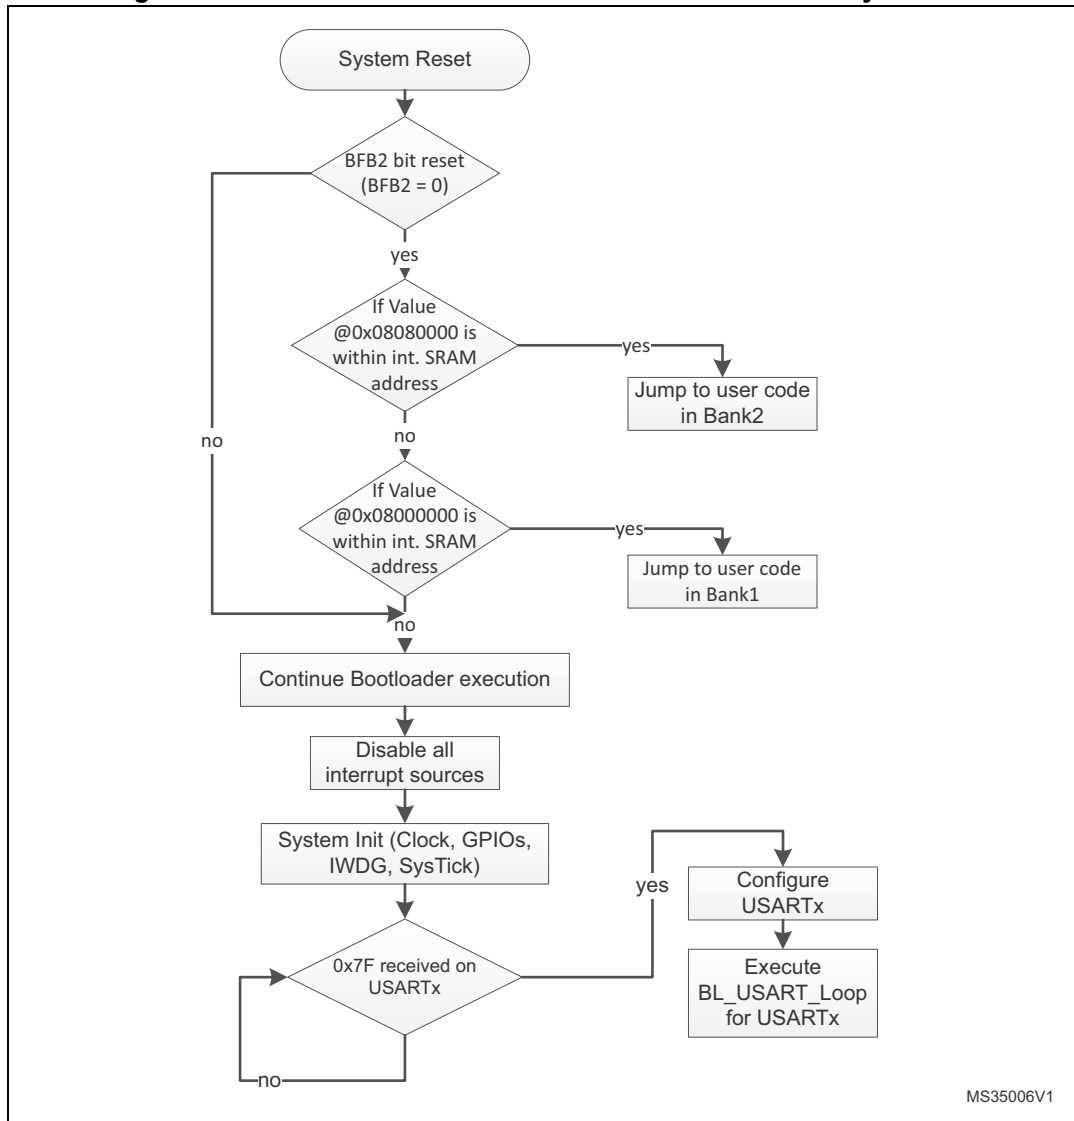 System Reset
BFB2 bit reset
(BFB2 = 0)
yes
If Value
@0x08080000 is
within int. SRAM
address
yes
Jump to user code
in Bank2
no
no
If Value
@0x08000000 is
within int. SRAM
address
yes
Jump to user code
in Bank1
no
Continue Bootloader execution
Disable all
interrupt sources
System Init (Clock, GPIOs,
IWDG, SysTick)
yes
Configure
USARTx
0x7F received on
USARTx
Execute
BL_USART_Loop
for USARTx
no
MS35006V1